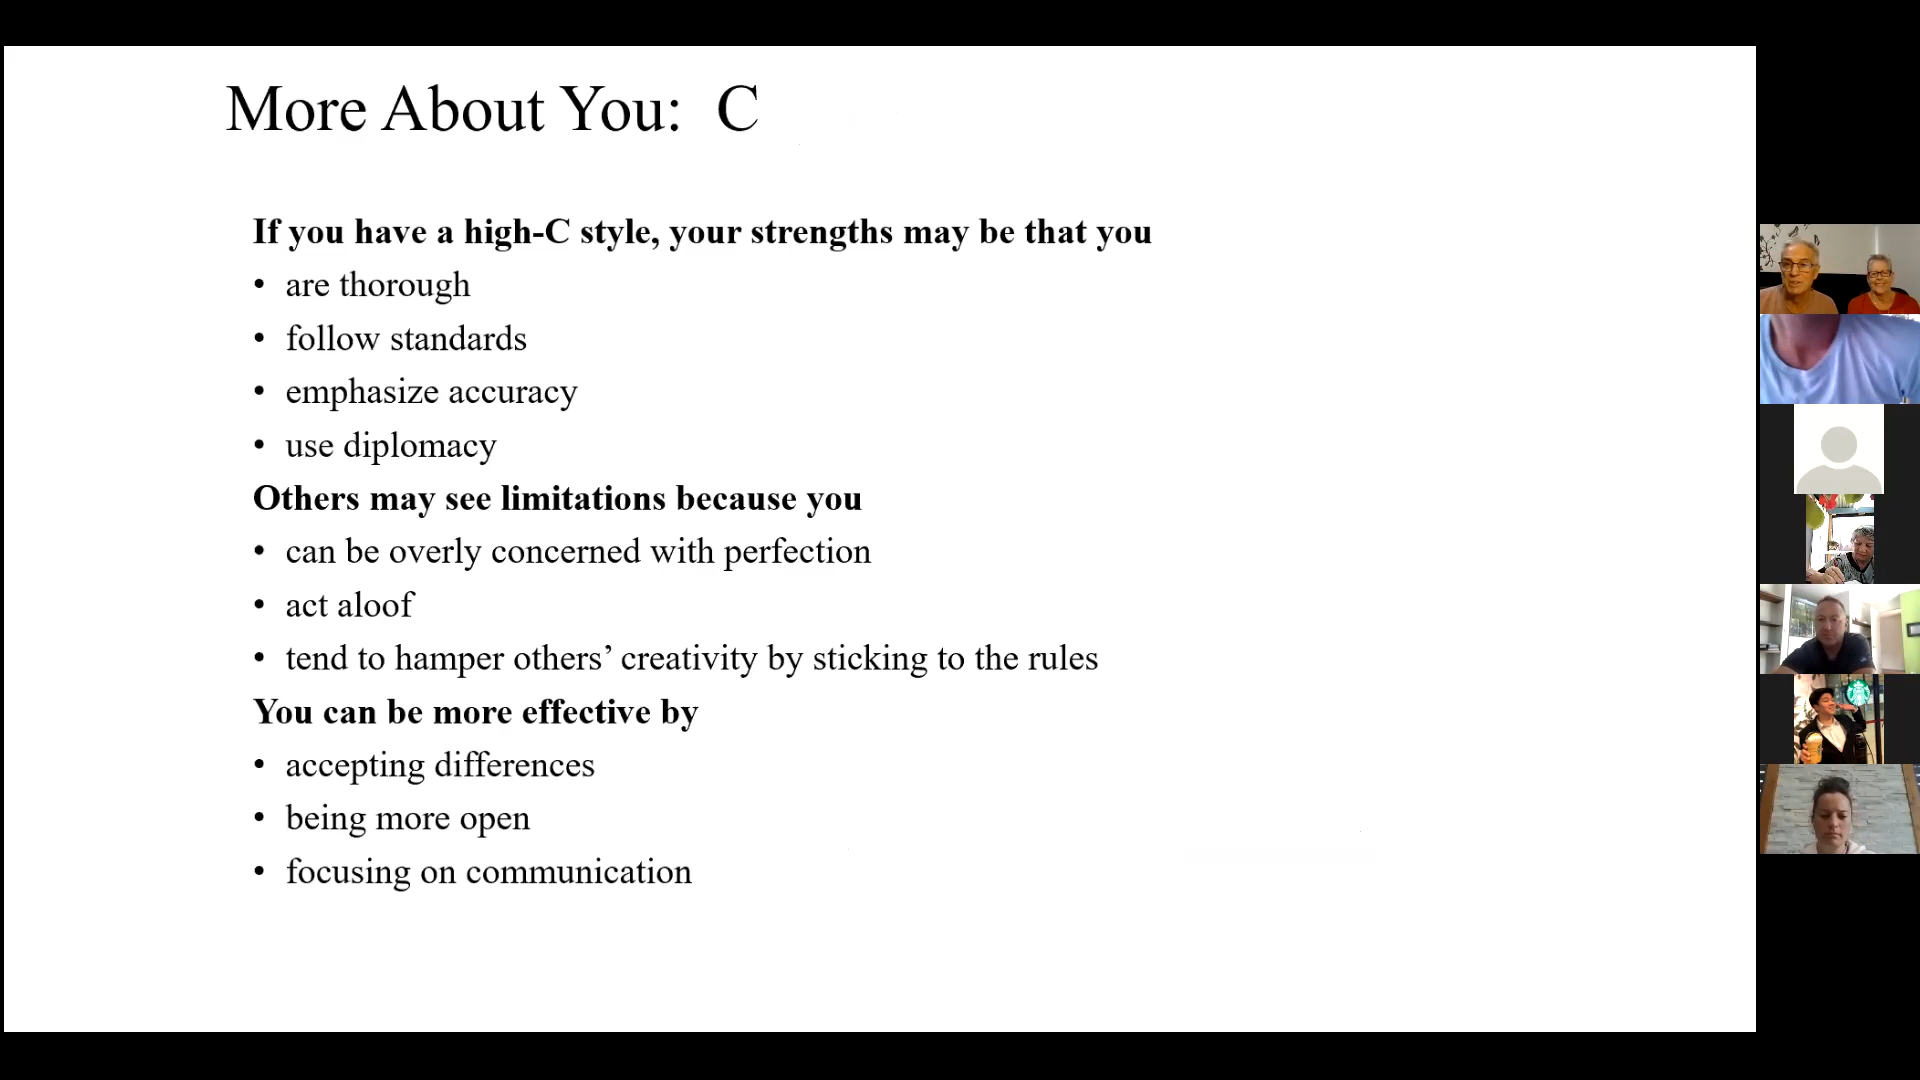 More About You:  C
If you have a high-C style, your strengths may be that you
• are thorough
• follow standards
• emphasize accuracy
• use diplomacy
Others may see limitations because you
• can be overly concerned with perfection
• act aloof
• tend to hamper others’ creativity by sticking to the rules
You can be more effective by
• accepting differences
• being more open
• focusing on communication